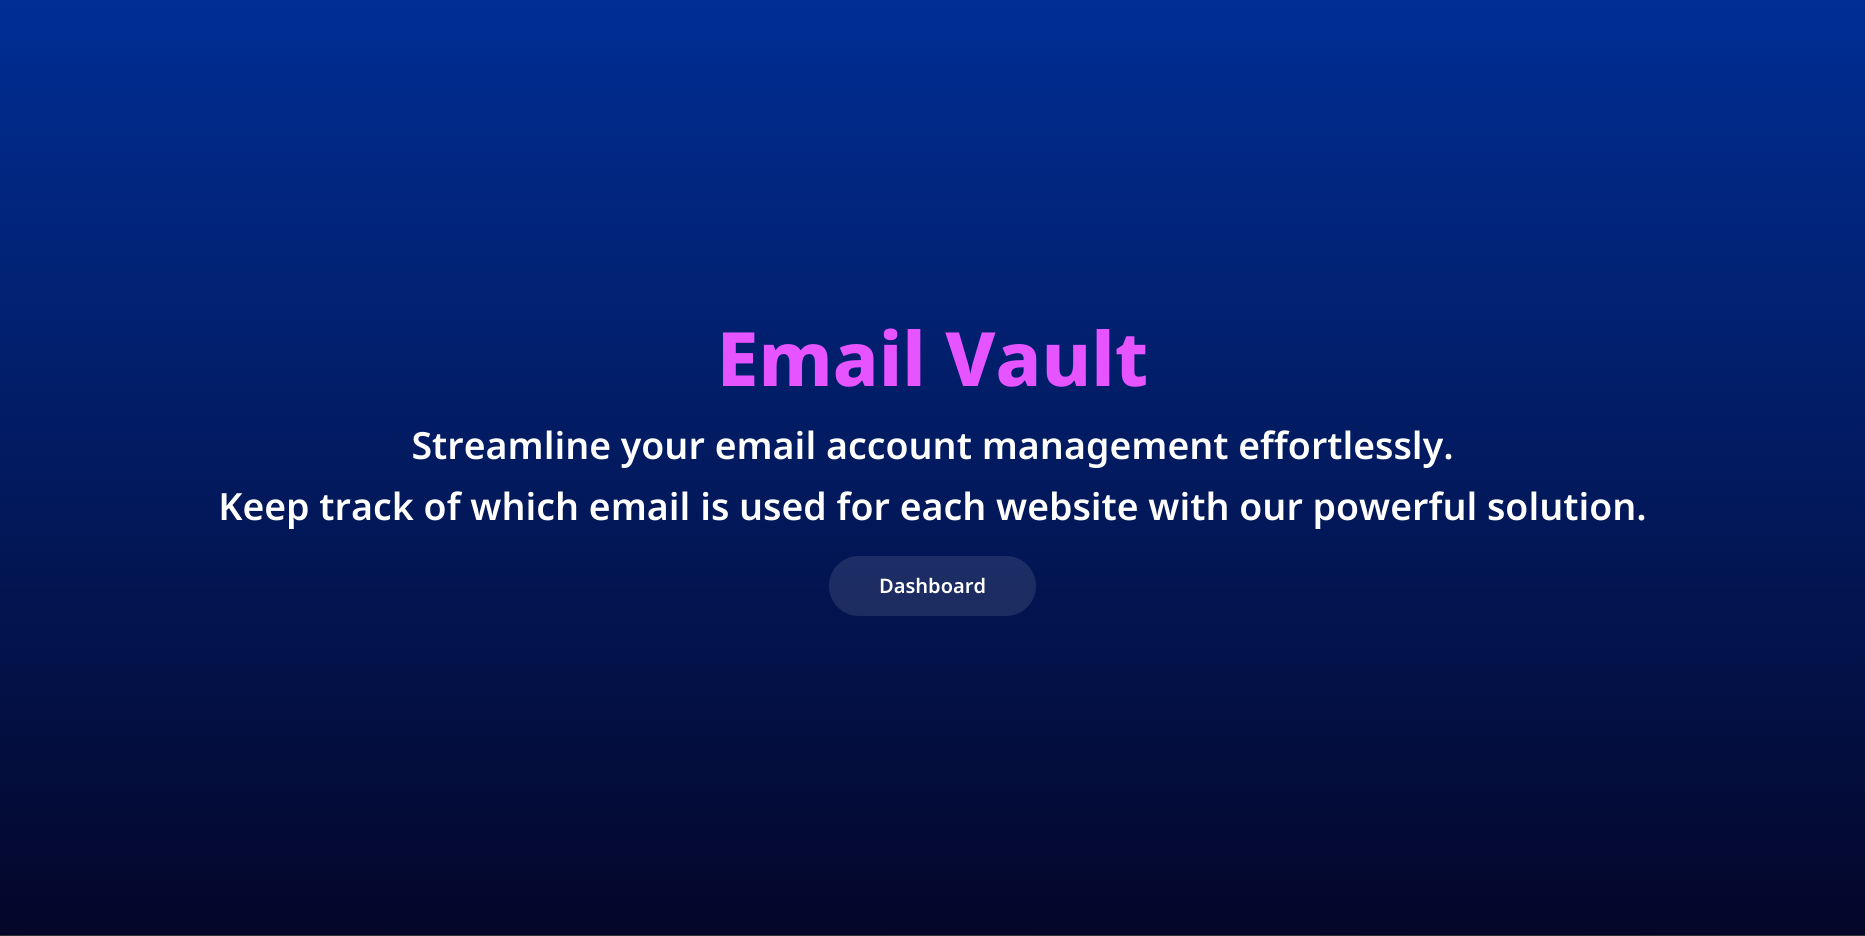 Email Vault
Streamline your email account management effortlessly.
Keep track of which email is used for each website with our powerful solution.
Dashboard